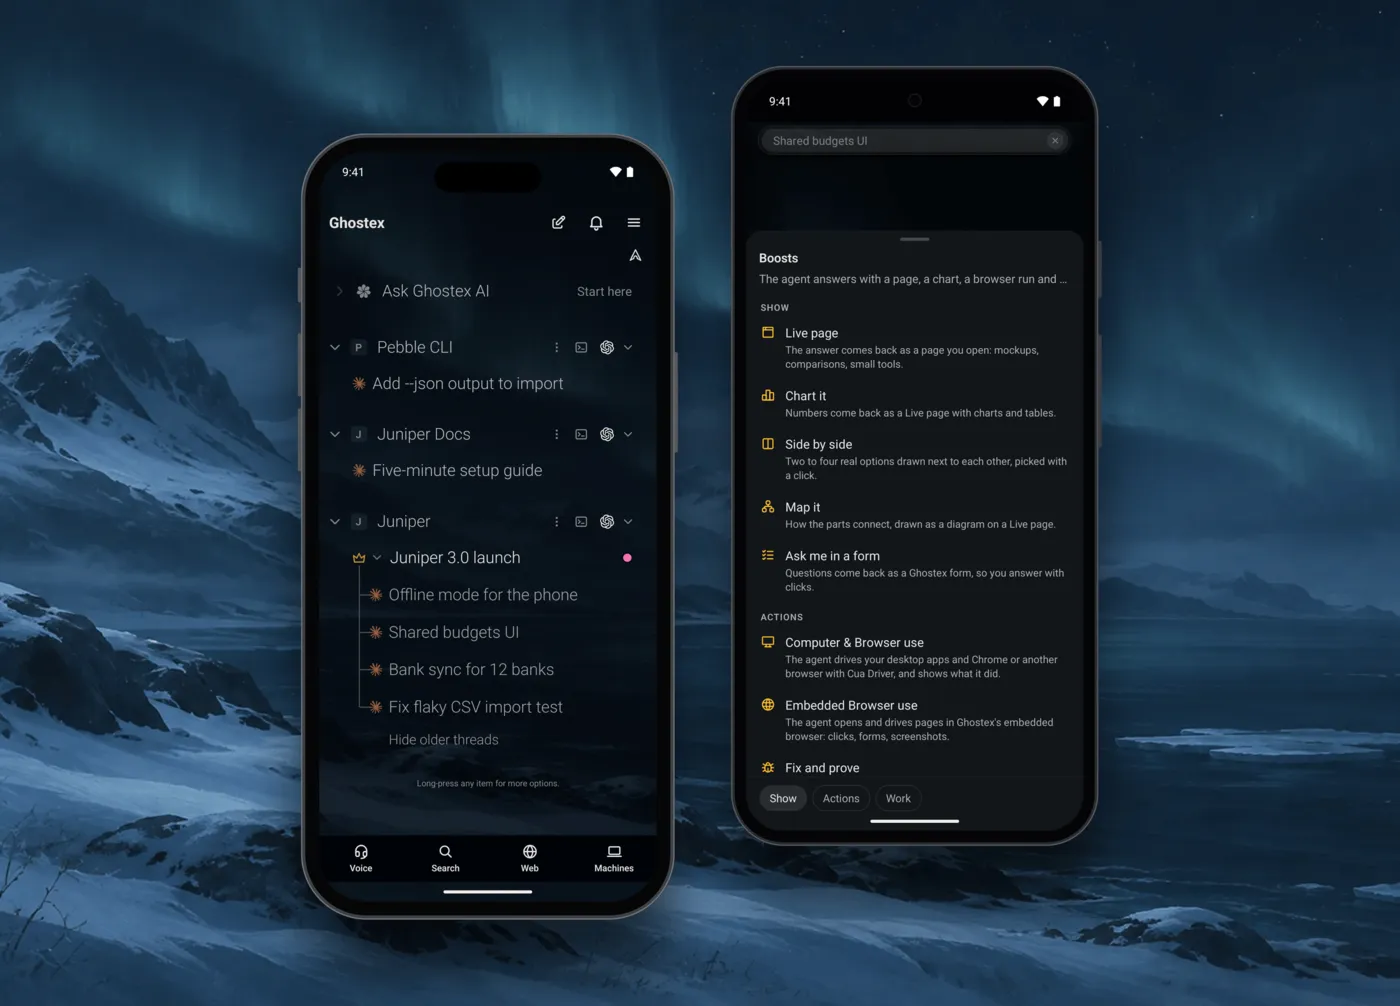 9:41
Ghostex
Ask Ghostex AI
Start here
P
Pebble CLI
Add --json output to import
J
Juniper Docs
Five-minute setup guide
J
Juniper
Juniper 3.0 launch
Offline mode for the phone
Shared budgets UI
Bank sync for 12 banks
Fix flaky CSV import test
Hide older threads
Long-press any item for more options.
Voice
Search
Web
Machines
9:41
Shared budgets UI
Boosts
The agent answers with a page, a chart, a browser run and ...
SHOW
Live page
The answer comes back as a page you open: mockups,
comparisons, small tools.
Chart it
Numbers come back as a Live page with charts and tables.
Side by side
Two to four real options drawn next to each other, picked with
a click.
Map it
How the parts connect, drawn as a diagram on a Live page.
Ask me in a form
Questions come back as a Ghostex form, so you answer with
clicks.
ACTIONS
Computer & Browser use
The agent drives your desktop apps and Chrome or another
browser with Cua Driver, and shows what it did.
Embedded Browser use
The agent opens and drives pages in Ghostex's embedded
browser: clicks, forms, screenshots.
Fix and prove
Show
Actions
Work